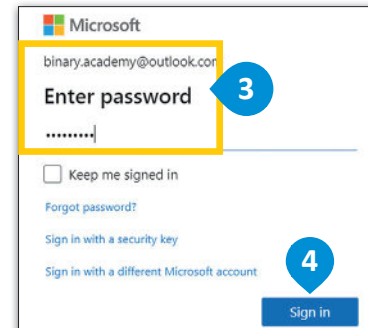 Microsoft
binary.academy@outlook.com
Enter password
3
•••••••••
Keep me signed in
Forgot password?
Sign in with a security key
Sign in with a different Microsoft account
4
Sign in